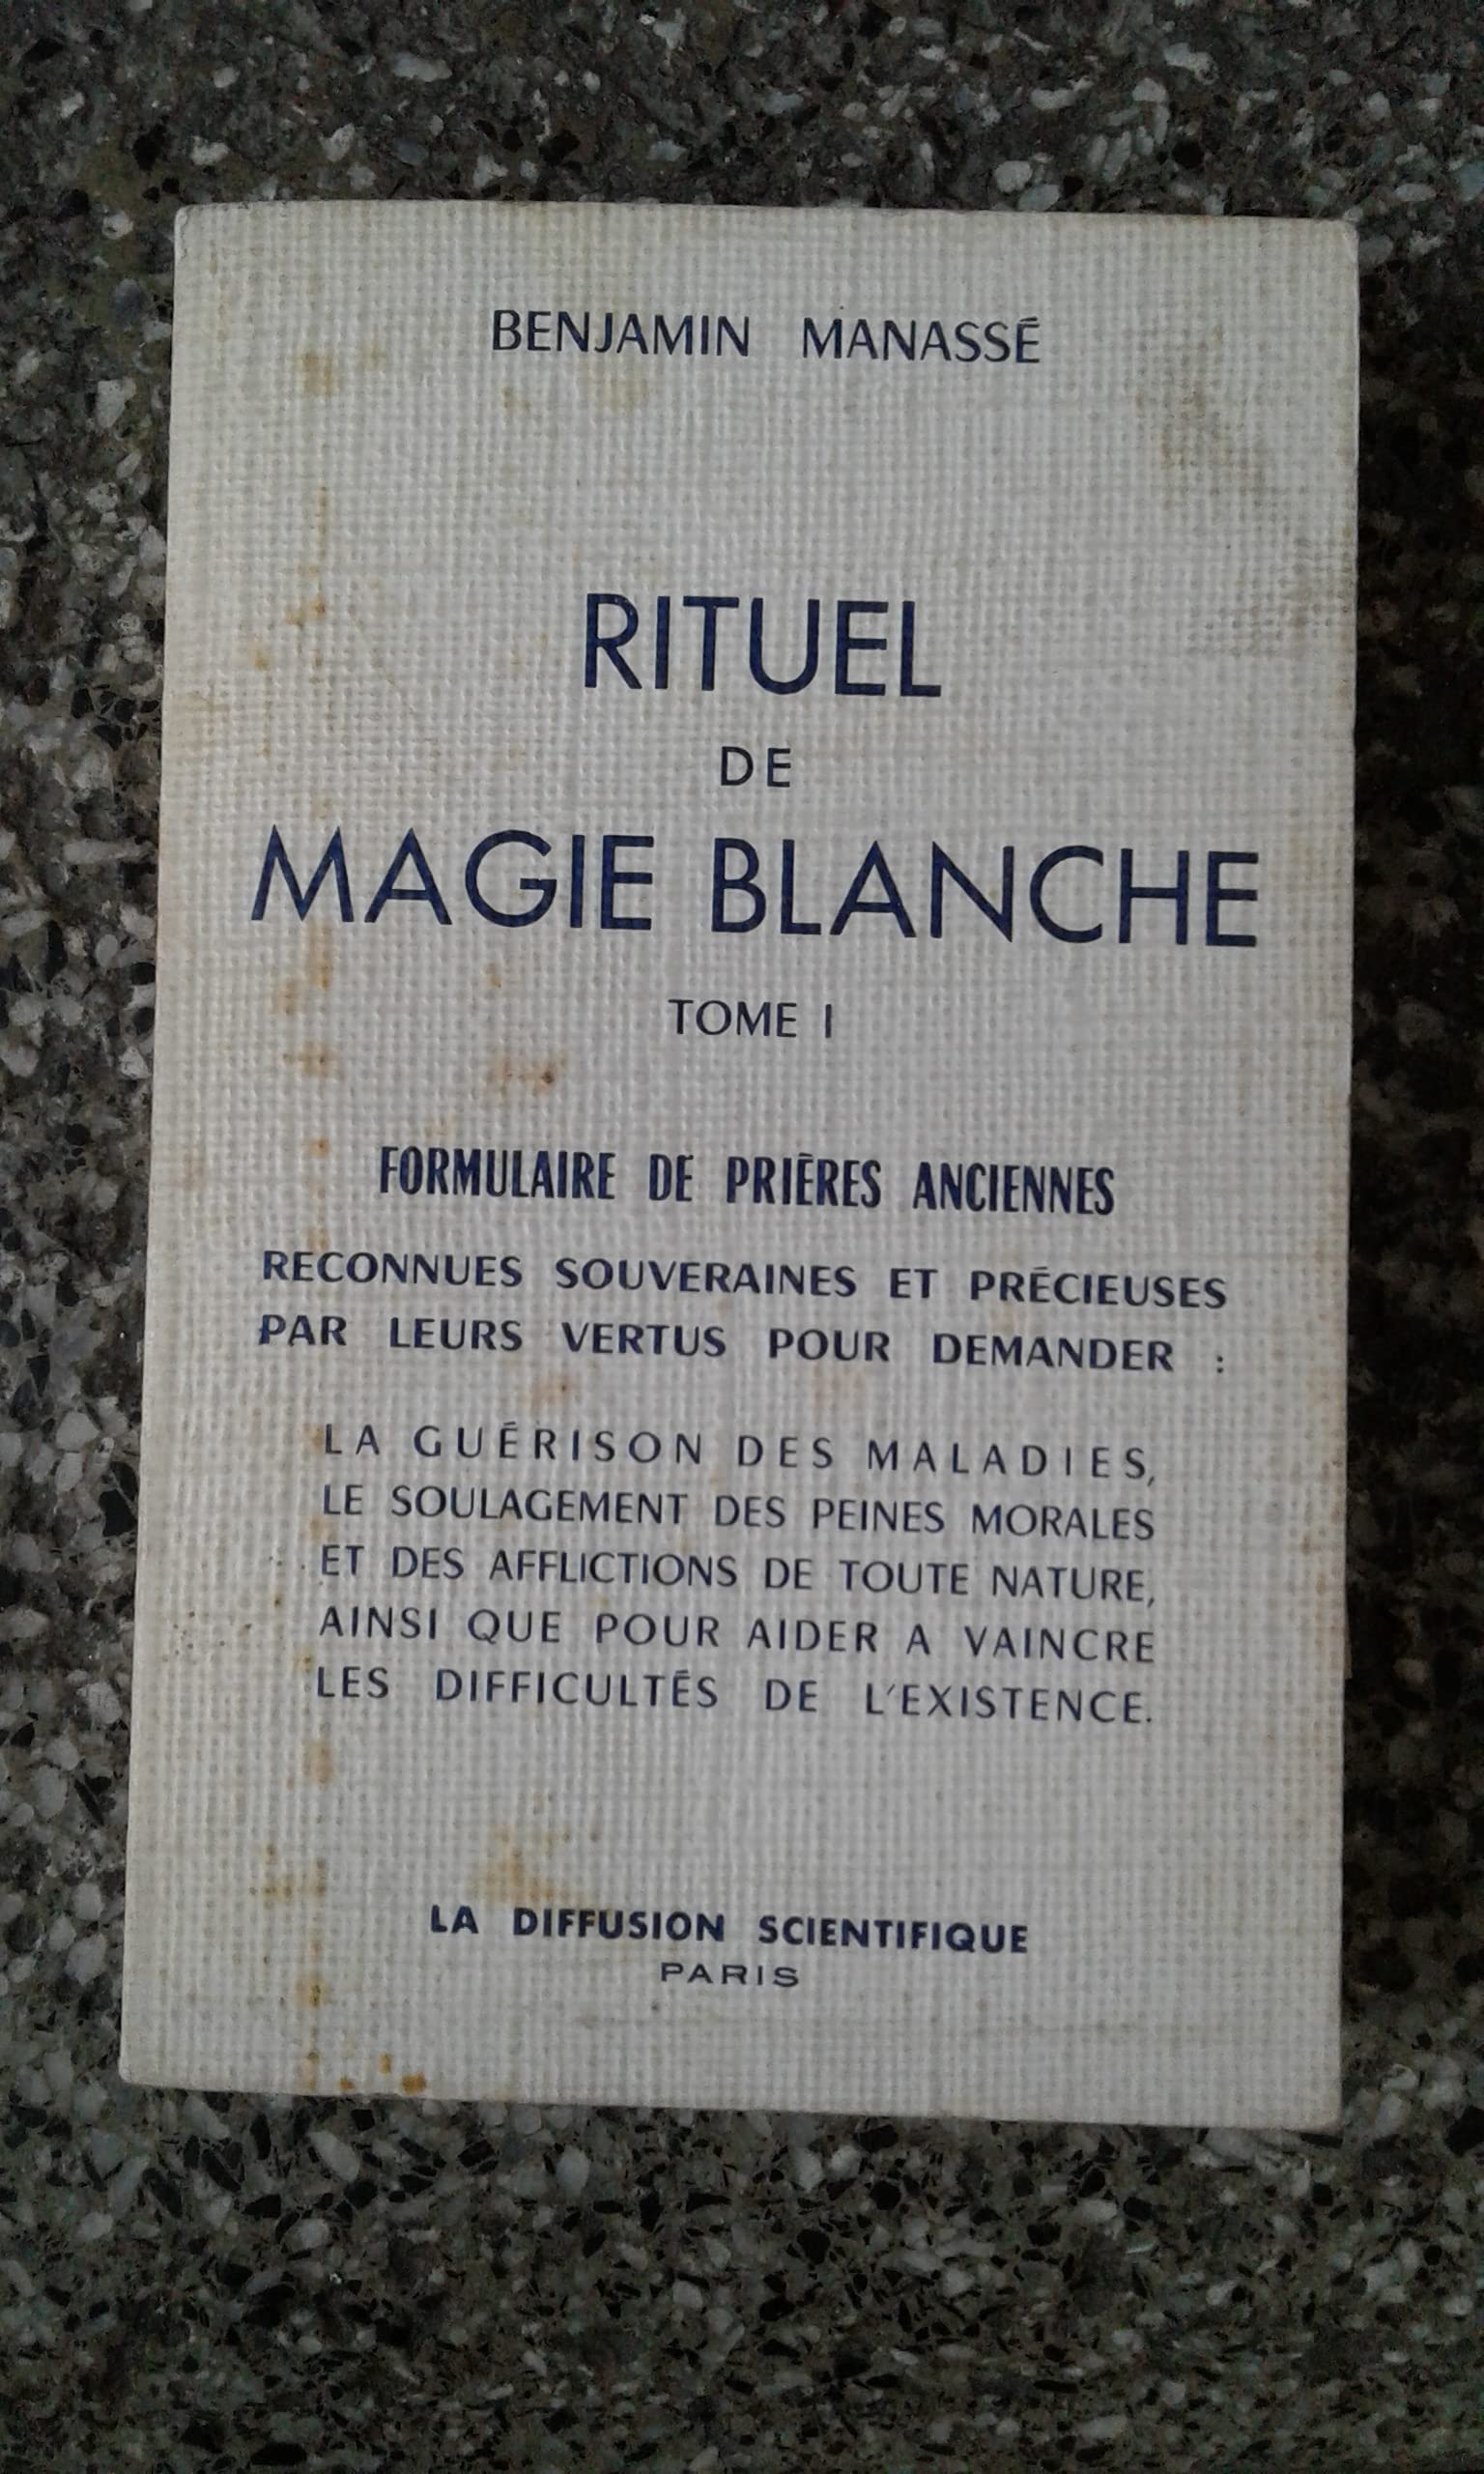 BENJAMIN MANASSÉ
RITUEL
DE
MAGIE BLANCHE
TOME I
FORMULAIRE DE PRIÈRES ANCIENNES
RECONNUES SOUVERAINES ET PRÉCIEUSES
PAR LEURS VERTUS POUR DEMANDER :
LA GUÉRISON DES MALADIES,
LE SOULAGEMENT DES PEINES MORALES
ET DES AFFLICTIONS DE TOUTE NATURE,
AINSI QUE POUR AIDER A VAINCRE
LES DIFFICULTÉS DE L'EXISTENCE.
LA DIFFUSION SCIENTIFIQUE
PARIS